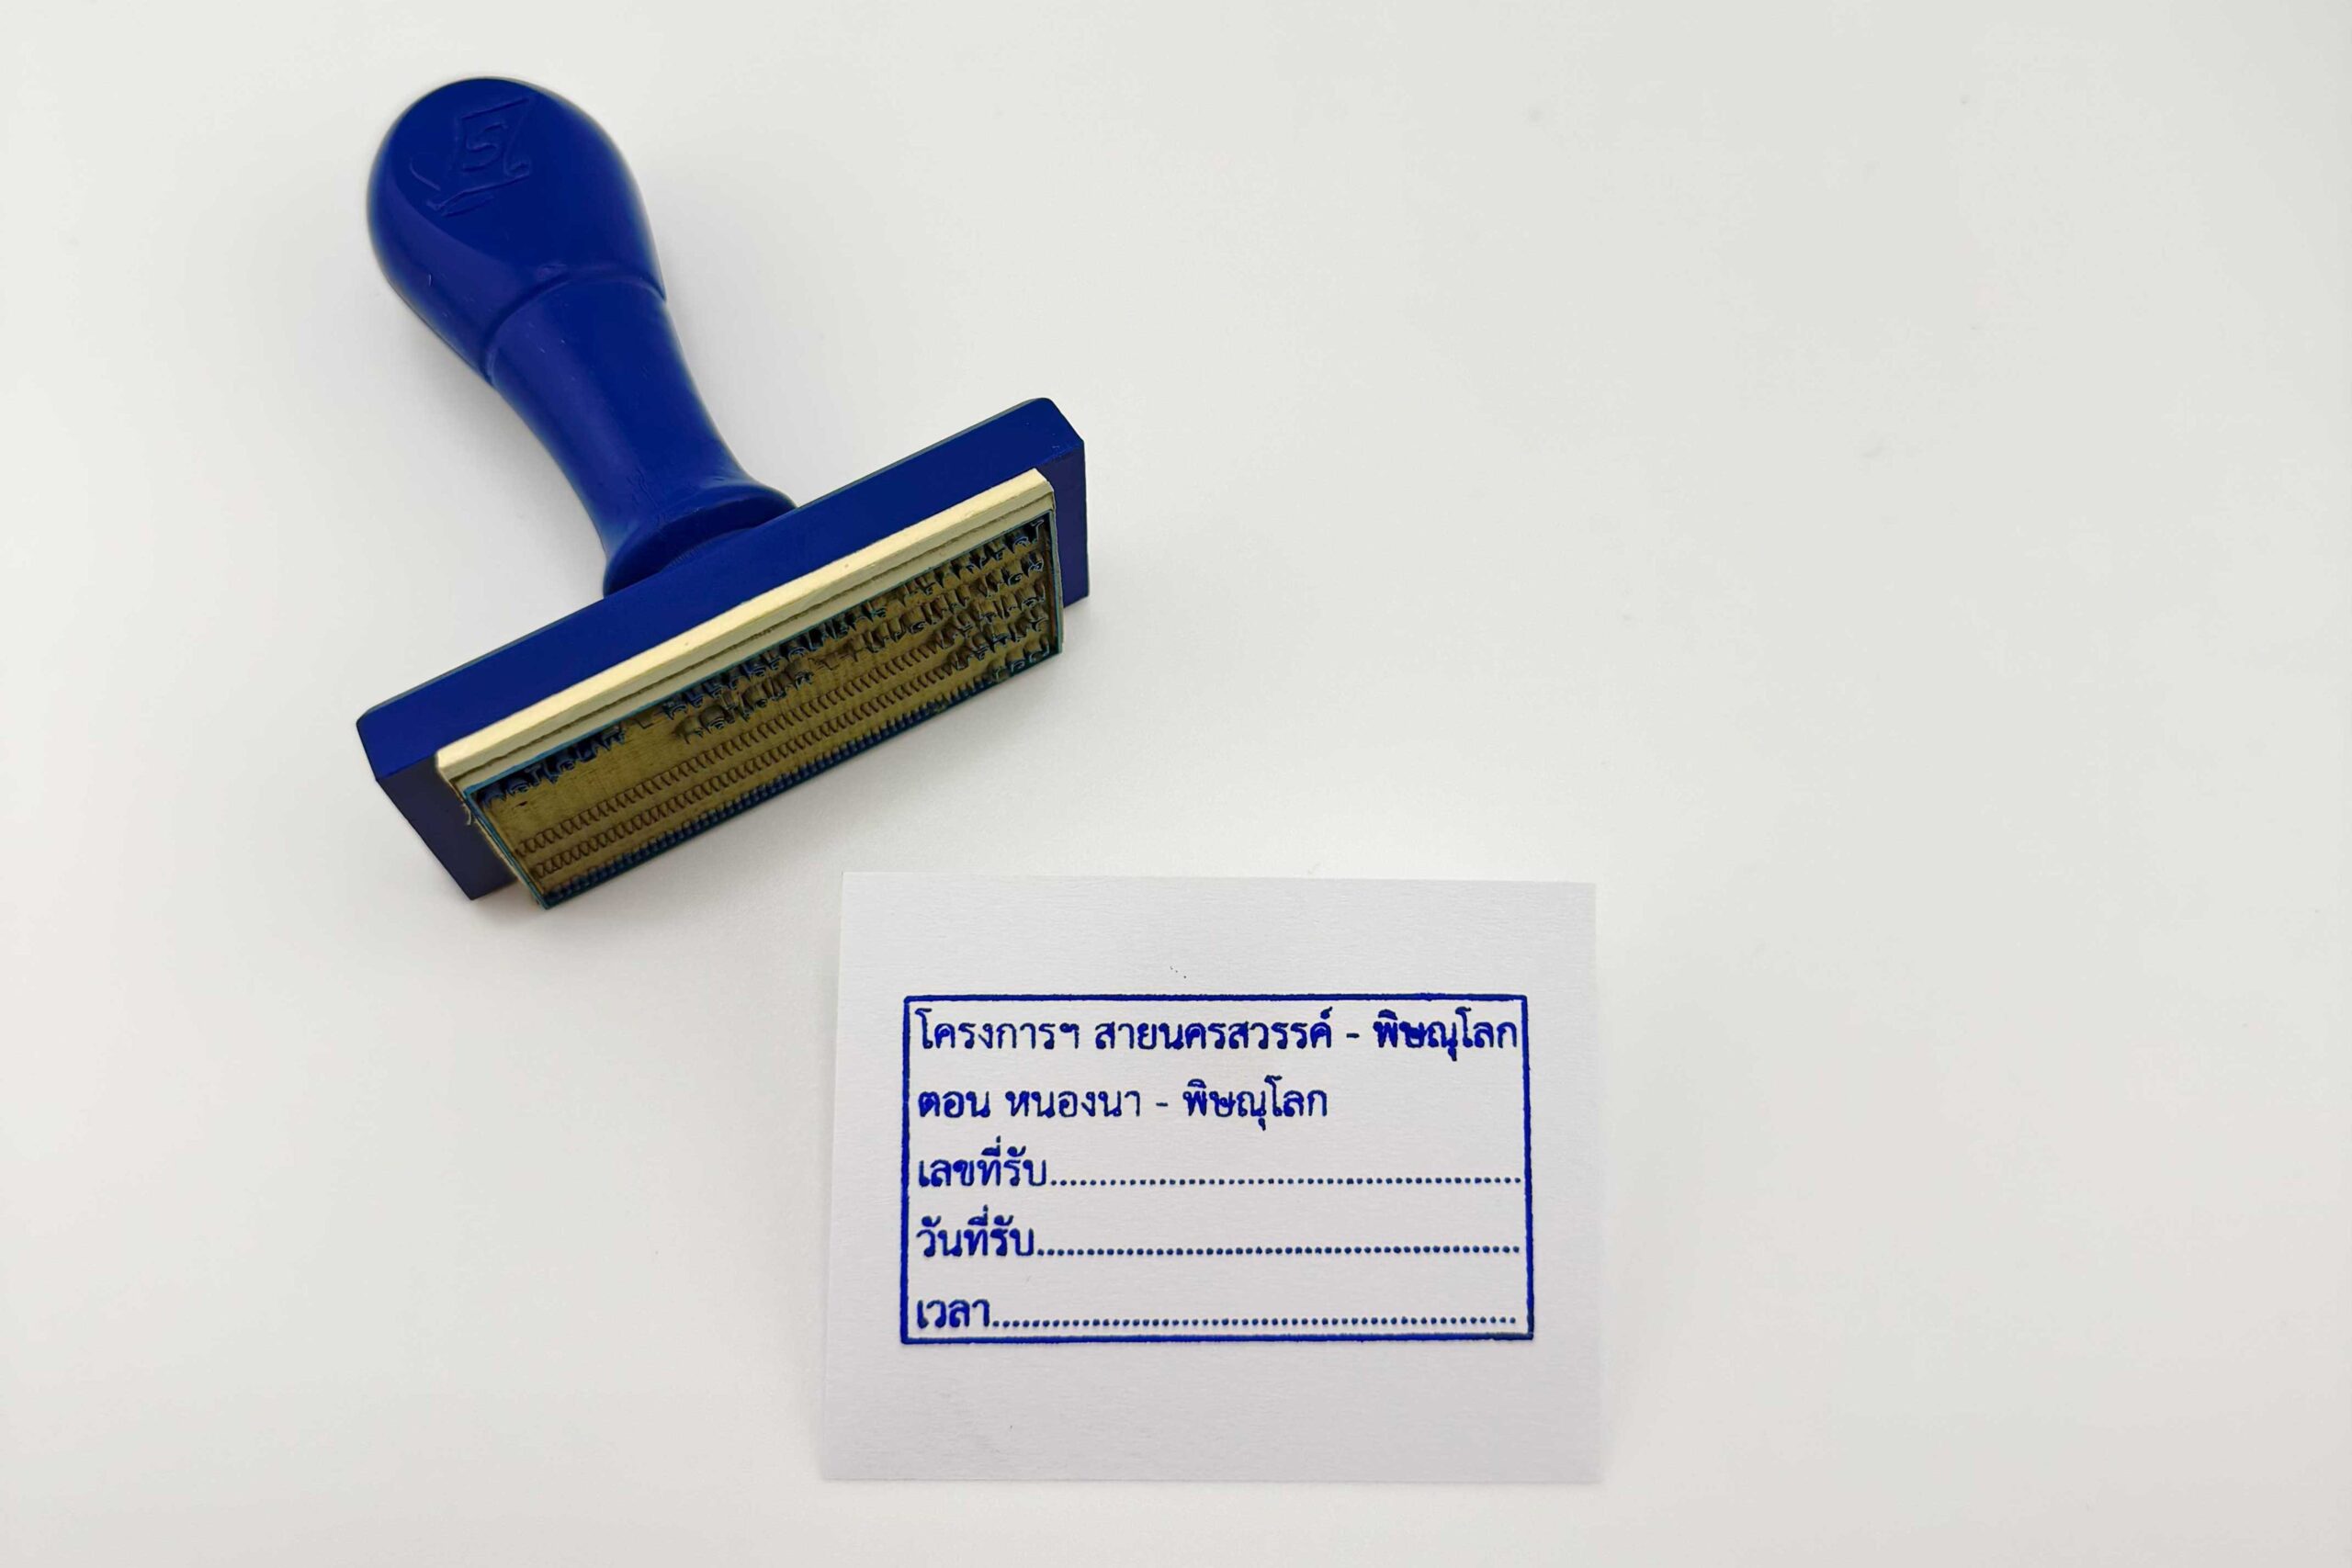 โครงการฯ สายนครสวรรค์ - พิษณุโลก
ตอน หนองนา - พิษณุโลก
เลขที่รับ................................................
วันที่รับ.................................................
เวลา.....................................................